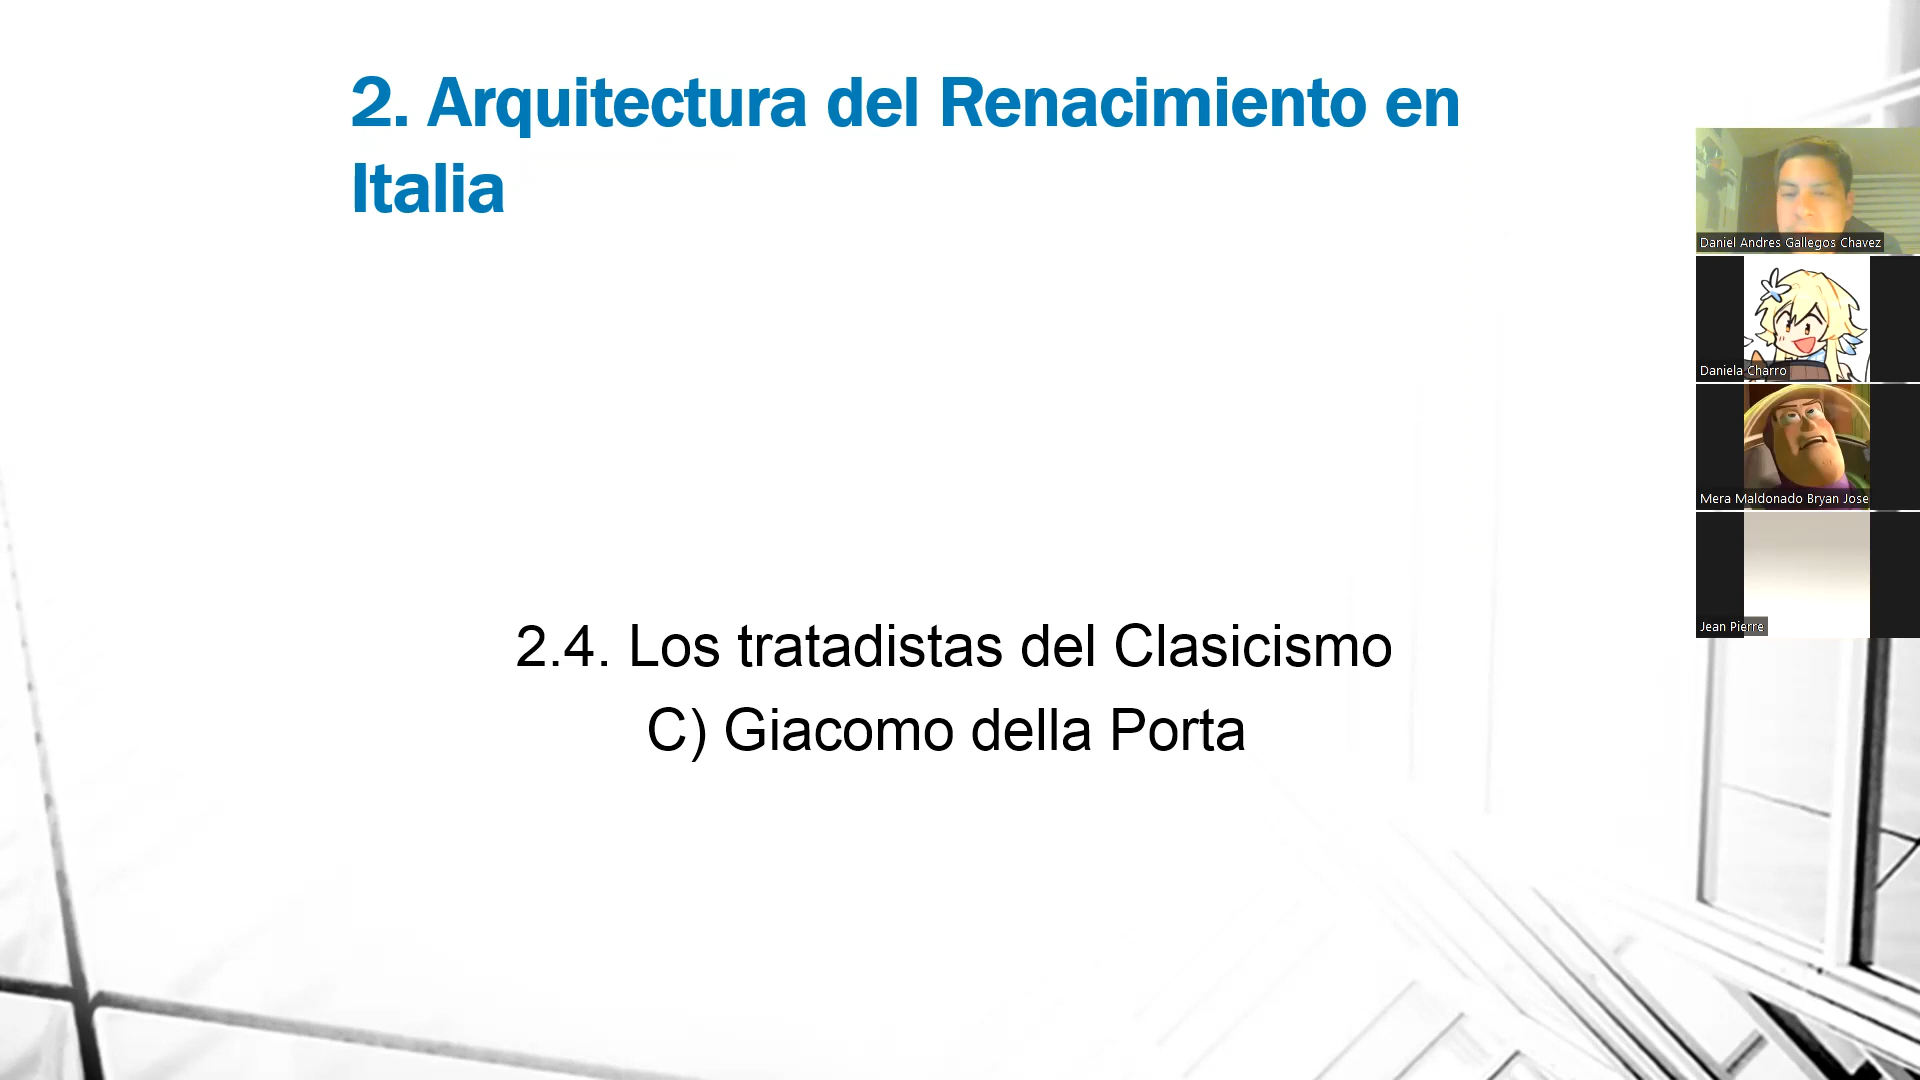 2. Arquitectura del Renacimiento en
Italia
2.4. Los tratadistas del Clasicismo
C) Giacomo della Porta
Daniel Andres Gallegos Chavez
Daniela Charro
Mera Maldonado Bryan Jose
Jean Pierre